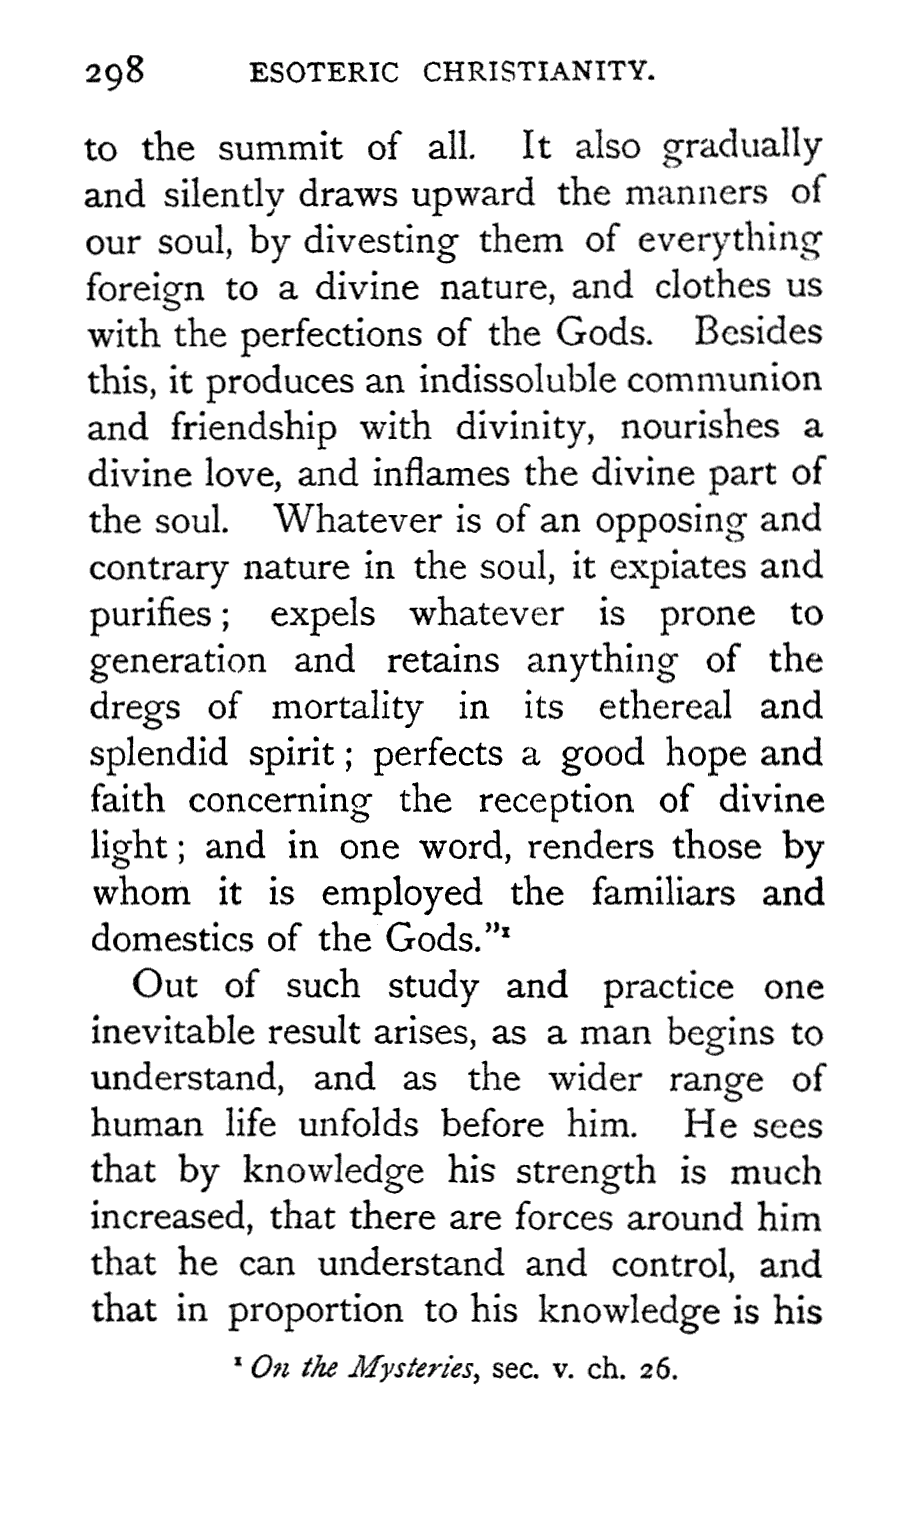 298 ESOTERIC CHRISTIANITY.
to the summit of all. It also gradually
and silently draws upward the manners of
our soul, by divesting them of everything
foreign to a divine nature, and clothes us
with the perfections of the Gods. Besides
this, it produces an indissoluble communion
and friendship with divinity, nourishes a
divine love, and inflames the divine part of
the soul. Whatever is of an opposing and
contrary nature in the soul, it expiates and
purifies; expels whatever is prone to
generation and retains anything of the
dregs of mortality in its ethereal and
splendid spirit; perfects a good hope and
faith concerning the reception of divine
light; and in one word, renders those by
whom it is employed the familiars and
domestics of the Gods."¹
Out of such study and practice one
inevitable result arises, as a man begins to
understand, and as the wider range of
human life unfolds before him. He sees
that by knowledge his strength is much
increased, that there are forces around him
that he can understand and control, and
that in proportion to his knowledge is his
¹ On the Mysteries, sec. v. ch. 26.